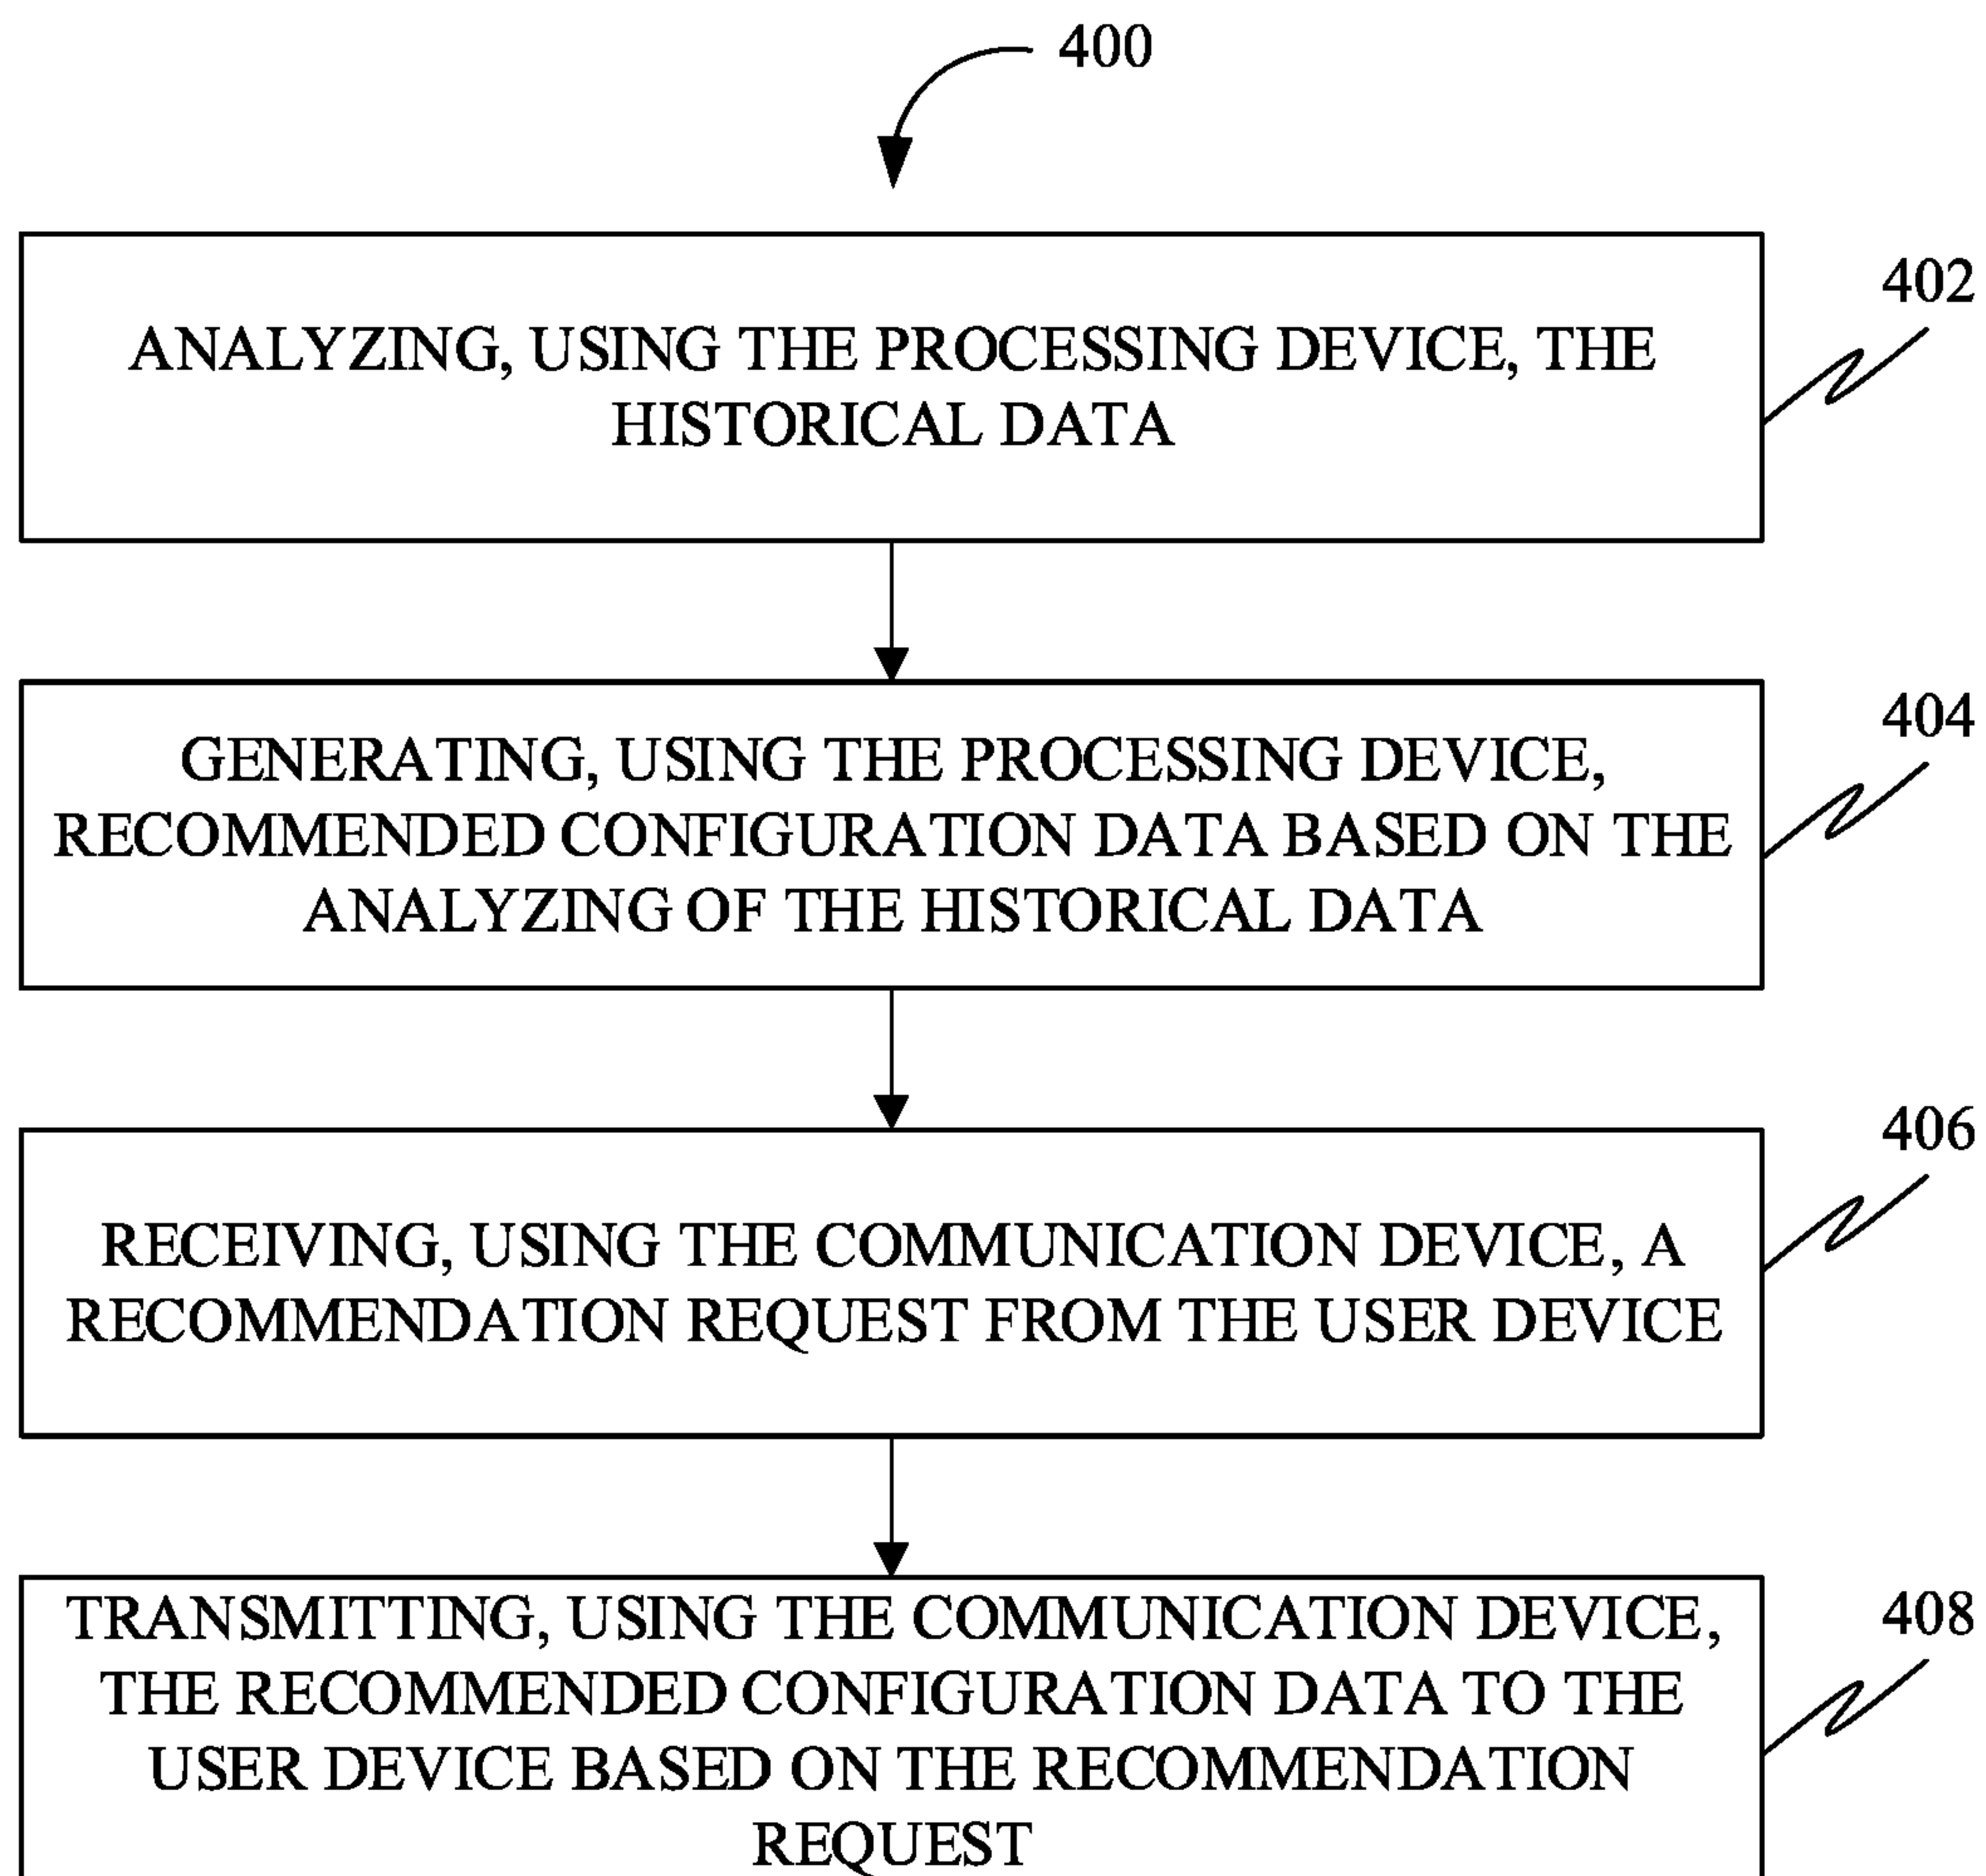 400
402
ANALYZING, USING THE PROCESSING DEVICE, THE
HISTORICAL DATA
404
GENERATING, USING THE PROCESSING DEVICE,
RECOMMENDED CONFIGURATION DATA BASED ON THE
ANALYZING OF THE HISTORICAL DATA
406
RECEIVING, USING THE COMMUNICATION DEVICE, A
RECOMMENDATION REQUEST FROM THE USER DEVICE
408
TRANSMITTING, USING THE COMMUNICATION DEVICE,
THE RECOMMENDED CONFIGURATION DATA TO THE
USER DEVICE BASED ON THE RECOMMENDATION
REQUEST